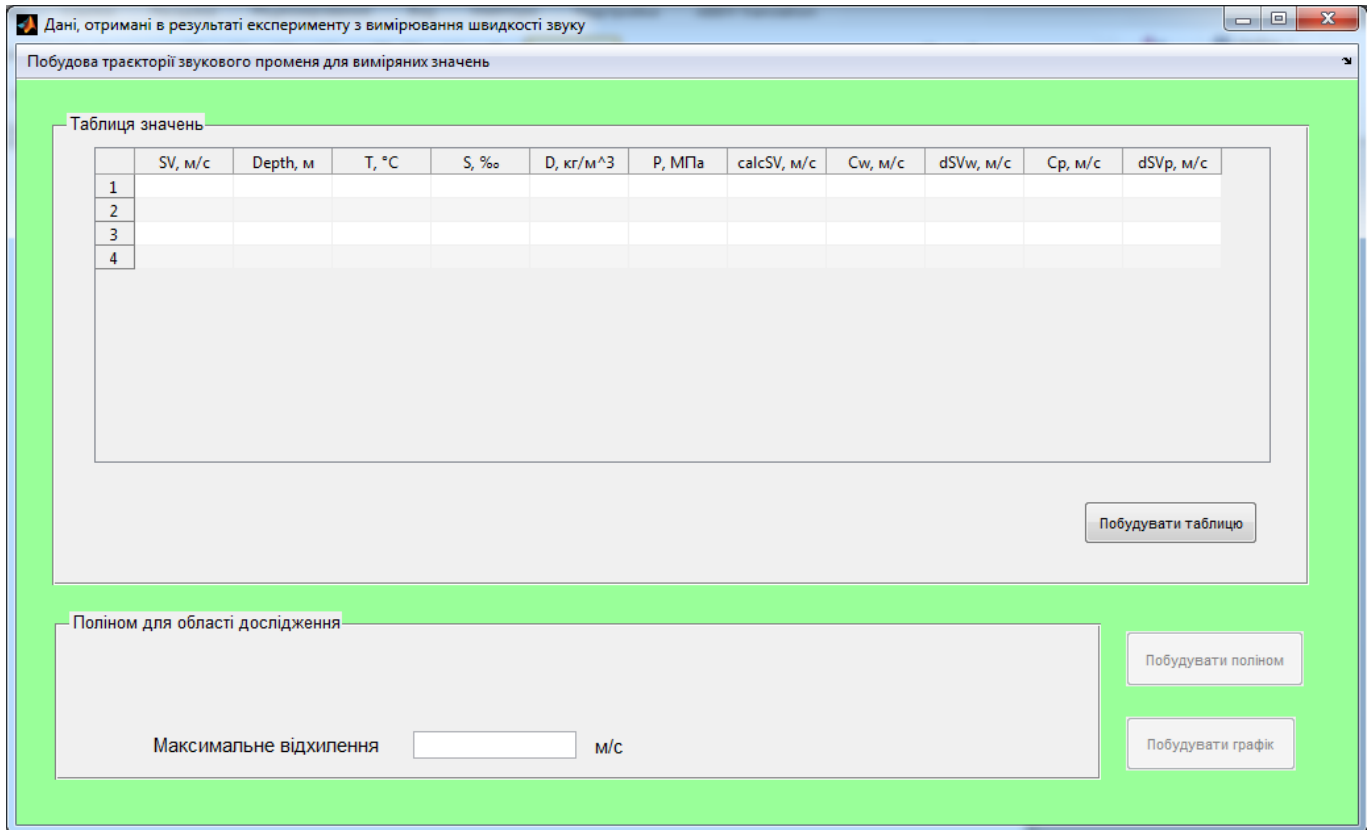 Дані, отримані в результаті експерименту з вимірювання швидкості звуку
Побудова траєкторії звукового променя для виміряних значень
Таблиця значень
SV, м/с Depth, м T, °C S, ‰ D, кг/м^3 P, МПа calcSV, м/с Cw, м/с dSVw, м/с Cp, м/с dSVp, м/с
1
2
3
4
Побудувати таблицю
Поліном для області дослідження
Побудувати поліном
Максимальне відхилення м/с
Побудувати графік